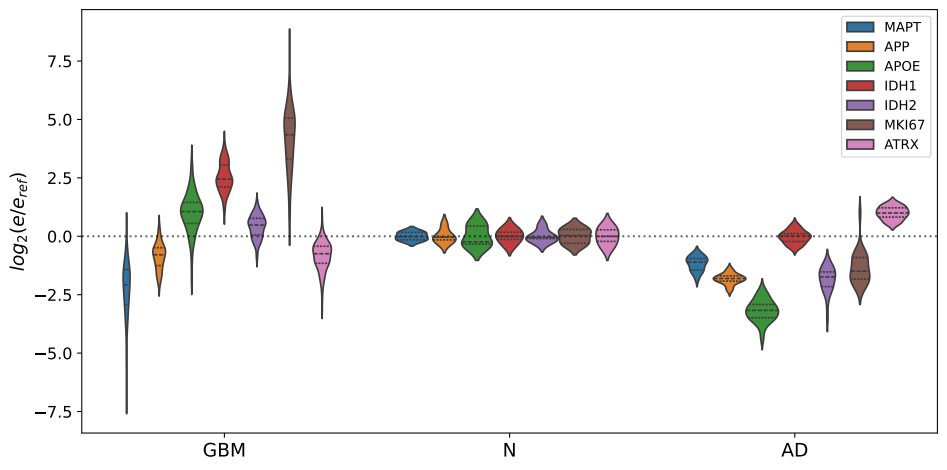 log2(e/eref)
7.5
5.0
2.5
0.0
−2.5
−5.0
−7.5
GBM
N
AD
MAPT
APP
APOE
IDH1
IDH2
MKI67
ATRX